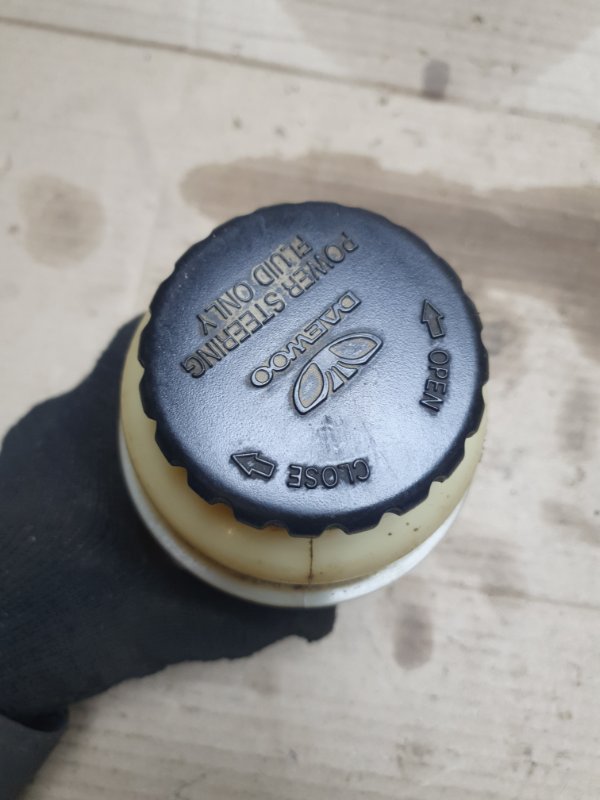 POWER STEERING
FLUID ONLY
DAEWOO
OPEN
CLOSE